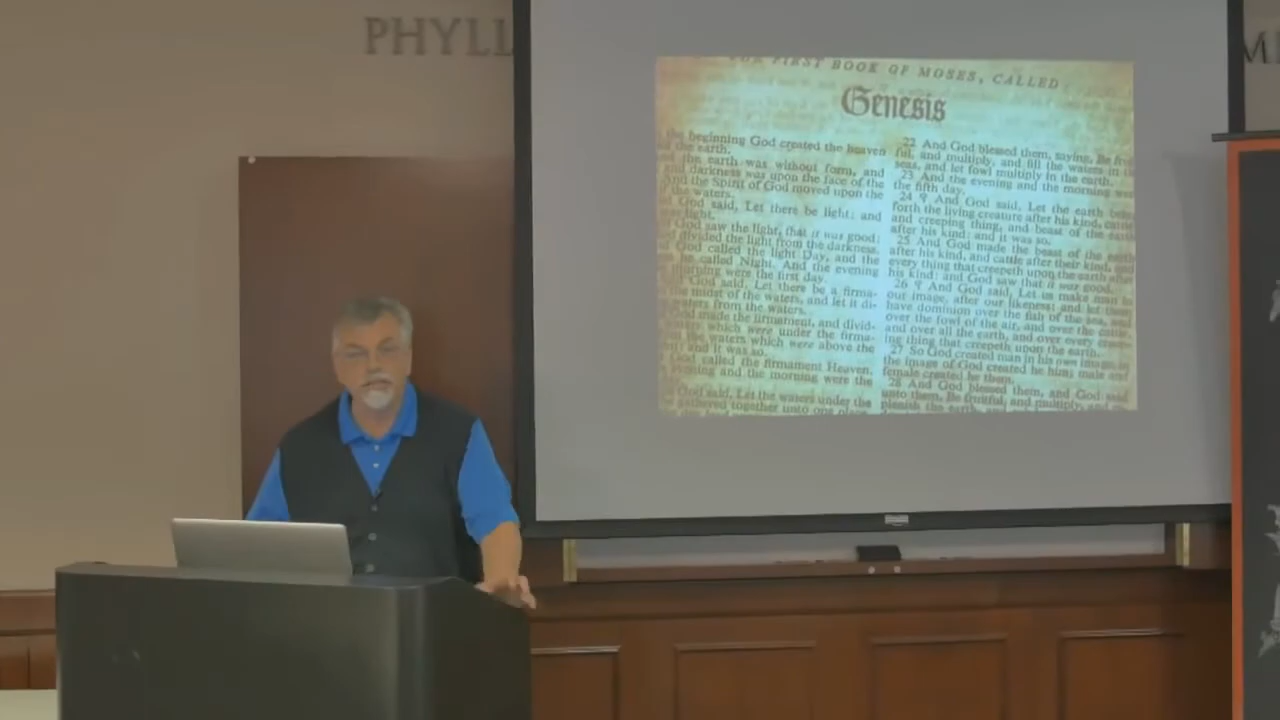 PHYLL
FIRST BOOK OF MOSES, CALLED
Genesis
the beginning God created the heaven
the earth.
the earth was without form, and
and darkness was upon the face of the
And the Spirit of God moved upon the
the waters.
God said, Let there be light: and
light.
God saw the light, that it was good:
divided the light from the darkness.
God called the light Day, and the
called Night. And the evening
morning were the first day.
God said, Let there be a firma-
the midst of the waters, and let it di-
waters from the waters.
made the firmament, and divid-
which were under the firma-
the waters which were above the
and it was so.
God called the firmament Heaven.
evening and the morning were the
God said, Let the waters under the
gathered together unto one place
22 And God blessed them, saying, Be
and multiply, and fill the waters in
seas, and let fowl multiply in the earth.
23 And the evening and the morning
the fifth day.
24 ¶ And God said, Let the earth
forth the living creature after his kind,
and creeping thing, and beast of the
after his kind: and it was so.
25 And God made the beast of the earth
after his kind, and cattle after their kind,
every thing that creepeth upon the earth after
his kind: and God saw that it was good.
26 ¶ And God said, Let us make man in
our image, after our likeness: and let them
have dominion over the fish of the sea, and
over the fowl of the air, and over the
and over all the earth, and over every
ing thing that creepeth upon the earth.
27 So God created man in his own image, in
the image of God created he him; male and
female created he them.
28 And God blessed them, and God said
unto them, Be fruitful, and multiply,
plenish the earth,